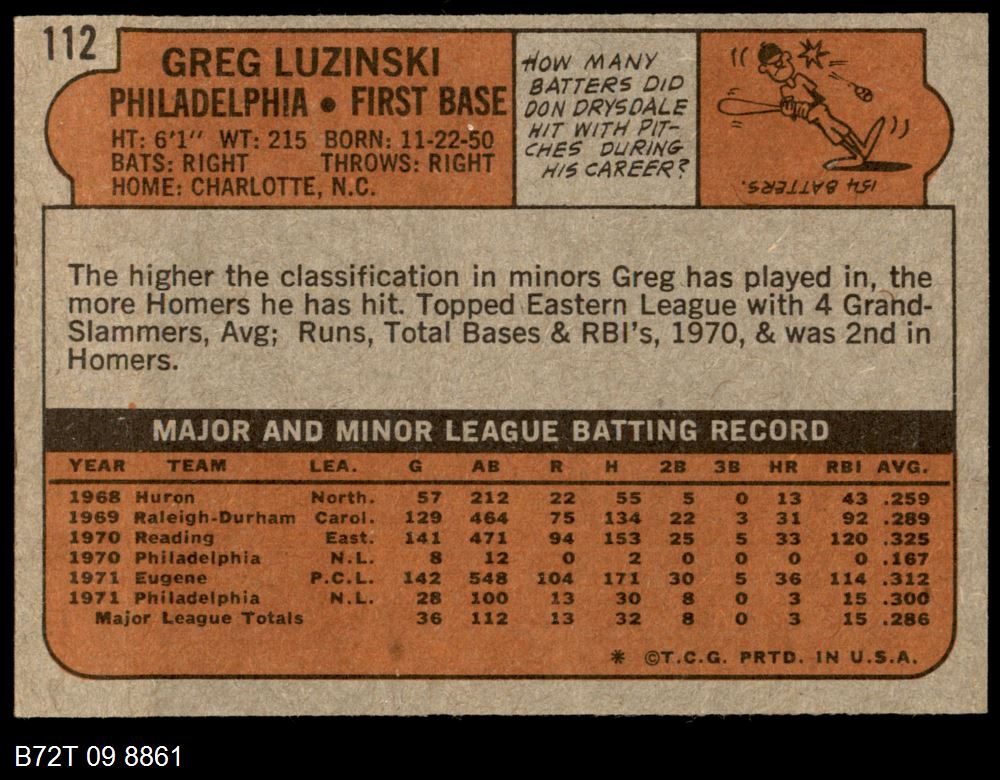 112
GREG LUZINSKI
PHILADELPHIA • FIRST BASE
HT: 6'1" WT: 215 BORN: 11-22-50
BATS: RIGHT THROWS: RIGHT
HOME: CHARLOTTE, N.C.
HOW MANY
BATTERS DID
DON DRYSDALE
HIT WITH PIT-
CHES DURING
HIS CAREER?
154 BATTERS.
The higher the classification in minors Greg has played in, the
more Homers he has hit. Topped Eastern League with 4 Grand-
Slammers, Avg; Runs, Total Bases & RBI's, 1970, & was 2nd in
Homers.
MAJOR AND MINOR LEAGUE BATTING RECORD
YEAR TEAM LEA. G AB R H 2B 3B HR RBI AVG.
1968 Huron North. 57 212 22 55 5 0 13 43 .259
1969 Raleigh-Durham Carol. 129 464 75 134 22 3 31 92 .289
1970 Reading East. 141 471 94 153 25 5 33 120 .325
1970 Philadelphia N.L. 8 12 0 2 0 0 0 0 .167
1971 Eugene P.C.L. 142 548 104 171 30 5 36 114 .312
1971 Philadelphia N.L. 28 100 13 30 8 0 3 15 .300
Major League Totals 36 112 13 32 8 0 3 15 .286
* ©T.C.G. PRTD. IN U.S.A.
B72T 09 8861